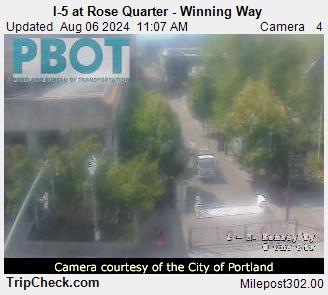 I-5 at Rose Quarter - Winning Way
Updated Aug 06 2024 11:07 AM Camera 4
PBOT
PORTLAND BUREAU OF TRANSPORTATION
Camera courtesy of the City of Portland
TripCheck.com Milepost302.00